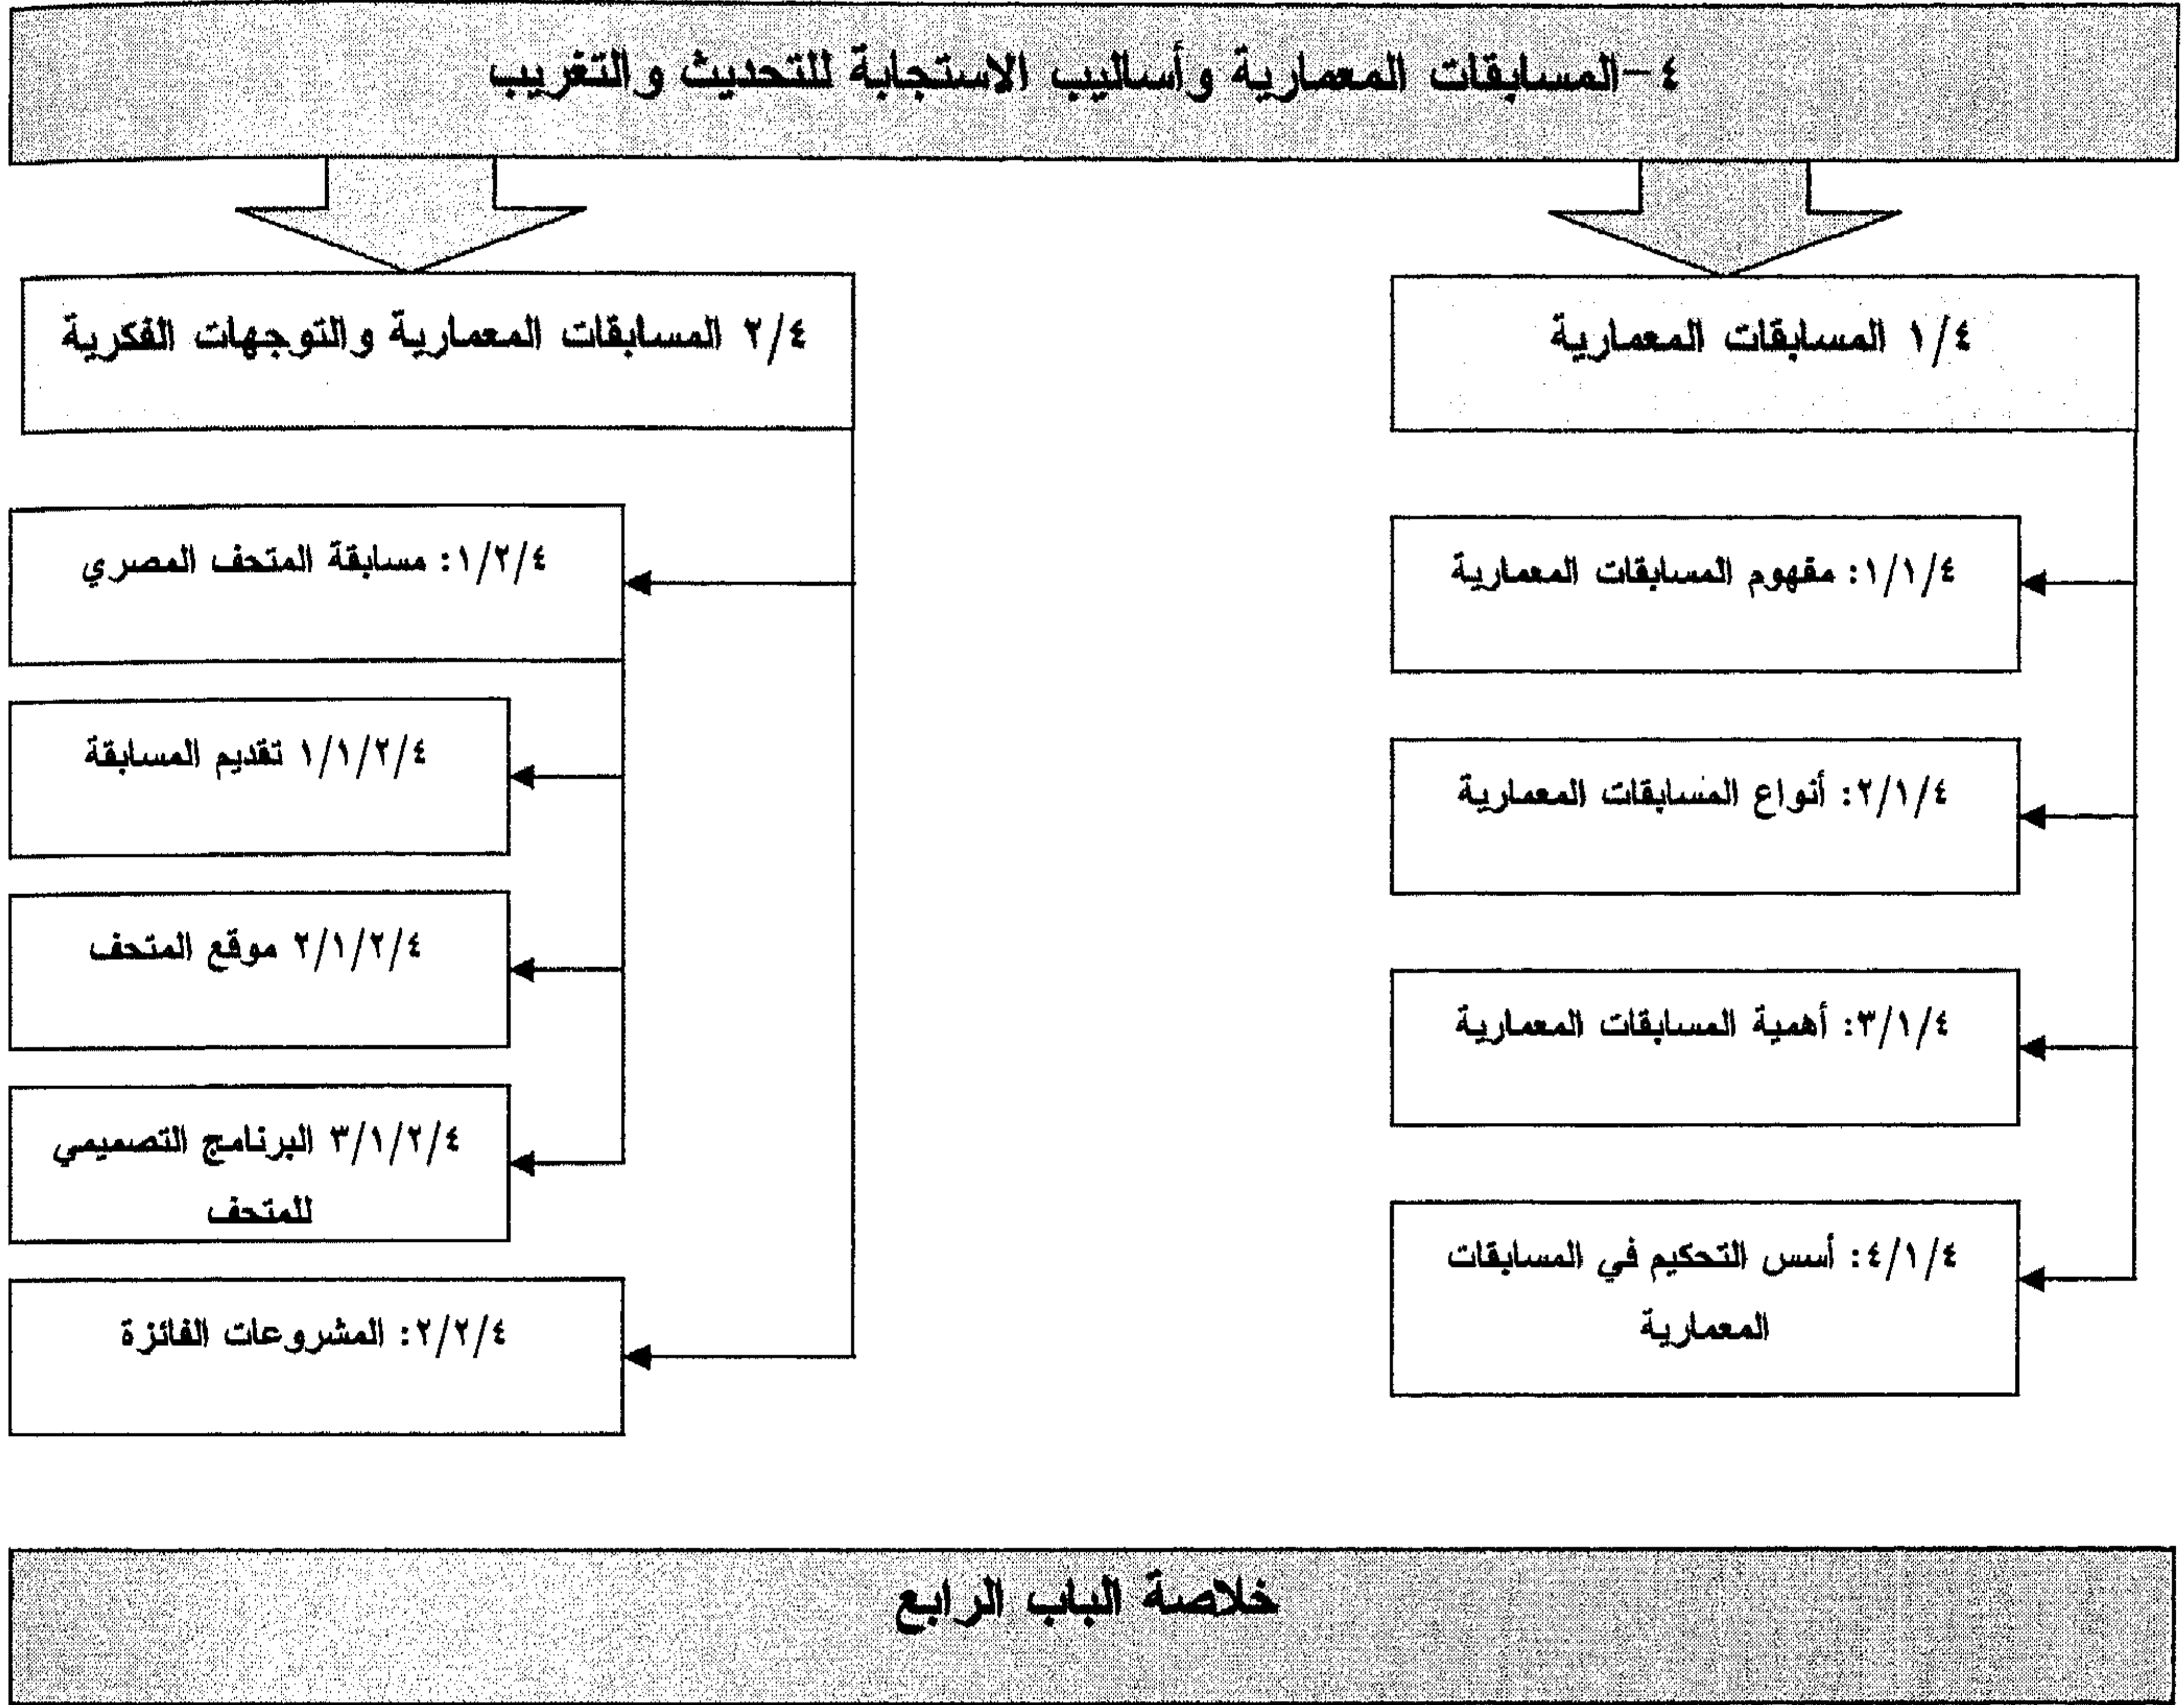 ٤-المسابقات المعمارية وأساليب الاستجابة للتحديث والتغريب
١/٤ المسابقات المعمارية
١/١/٤: مفهوم المسابقات المعمارية
٢/١/٤: أنواع المسابقات المعمارية
٣/١/٤: أهمية المسابقات المعمارية
٤/١/٤: أسس التحكيم في المسابقات
المعمارية
٢/٤ المسابقات المعمارية والتوجهات الفكرية
١/٢/٤: مسابقة المتحف المصري
١/١/٢/٤ تقديم المسابقة
٢/١/٢/٤ موقع المتحف
٣/١/٢/٤ البرنامج التصميمي
للمتحف
٢/٢/٤: المشروعات الفائزة
خلاصة الباب الرابع